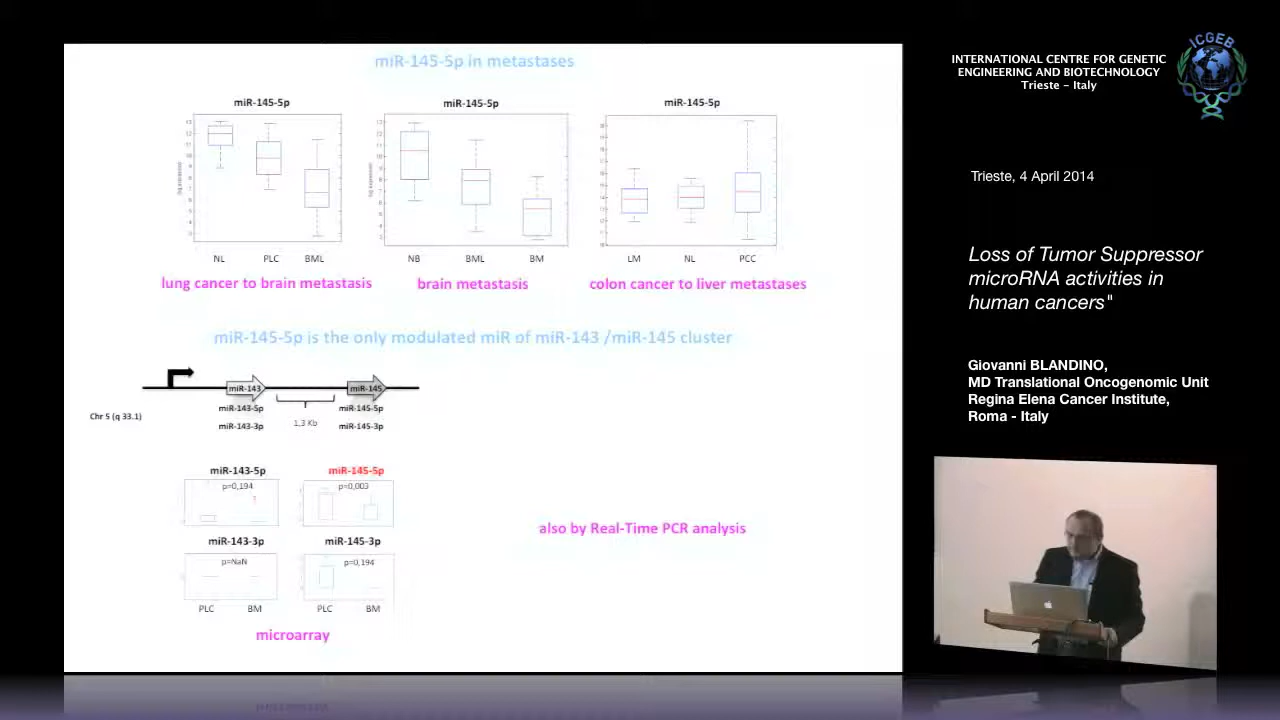 miR-145-5p in metastases
miR-145-5p
miR-145-5p
miR-145-5p
NL PLC BML
NB BML BM
LM NL PCC
lung cancer to brain metastasis
brain metastasis
colon cancer to liver metastases
miR-145-5p is the only modulated miR of miR-143 /miR-145 cluster
miR-143
miR-145
Chr 5 (q 33.1)
miR-143-5p
miR-143-3p
1,3 Kb
miR-145-5p
miR-145-3p
miR-143-5p
p=0,194
miR-145-5p
p=0,003
miR-143-3p
p=NaN
miR-145-3p
p=0,194
PLC BM
PLC BM
microarray
also by Real-Time PCR analysis
INTERNATIONAL CENTRE FOR GENETIC
ENGINEERING AND BIOTECHNOLOGY
Trieste - Italy
ICGEB
Trieste, 4 April 2014
Loss of Tumor Suppressor
microRNA activities in
human cancers"
Giovanni BLANDINO,
MD Translational Oncogenomic Unit
Regina Elena Cancer Institute,
Roma - Italy